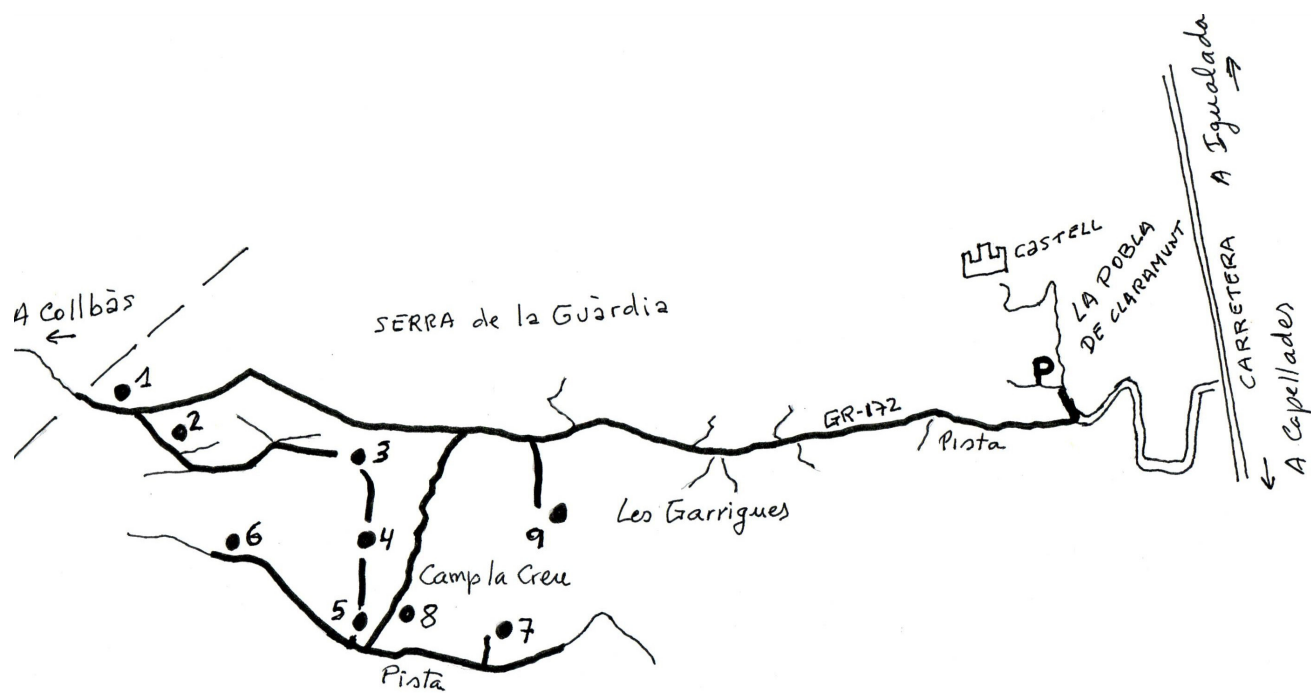 A Igualada
→
CASTELL
LA POBLA
DE CLARAMUNT
CARRETERA
A Capellades
←
A Collbàs
←
SERRA de la Guàrdia
P
1
2
GR-172
Pista
3
Les Garrigues
9
6
4
Camp la Creu
5
8
7
Pista